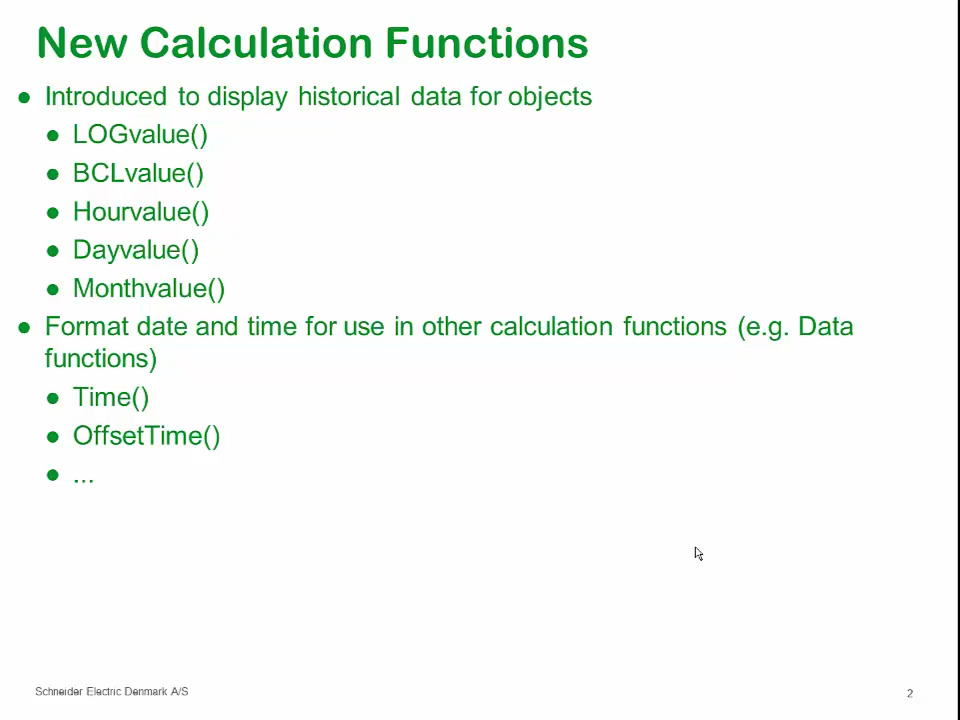 New Calculation Functions
● Introduced to display historical data for objects
● LOGvalue()
● BCLvalue()
● Hourvalue()
● Dayvalue()
● Monthvalue()
● Format date and time for use in other calculation functions (e.g. Data
functions)
● Time()
● OffsetTime()
● ...
Schneider Electric Denmark A/S
2